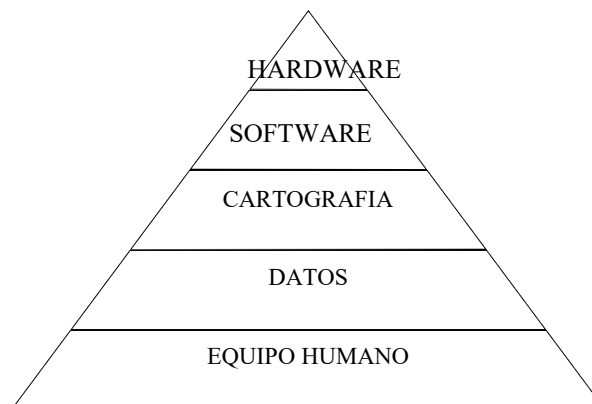 HARDWARE
SOFTWARE
CARTOGRAFIA
DATOS
EQUIPO HUMANO